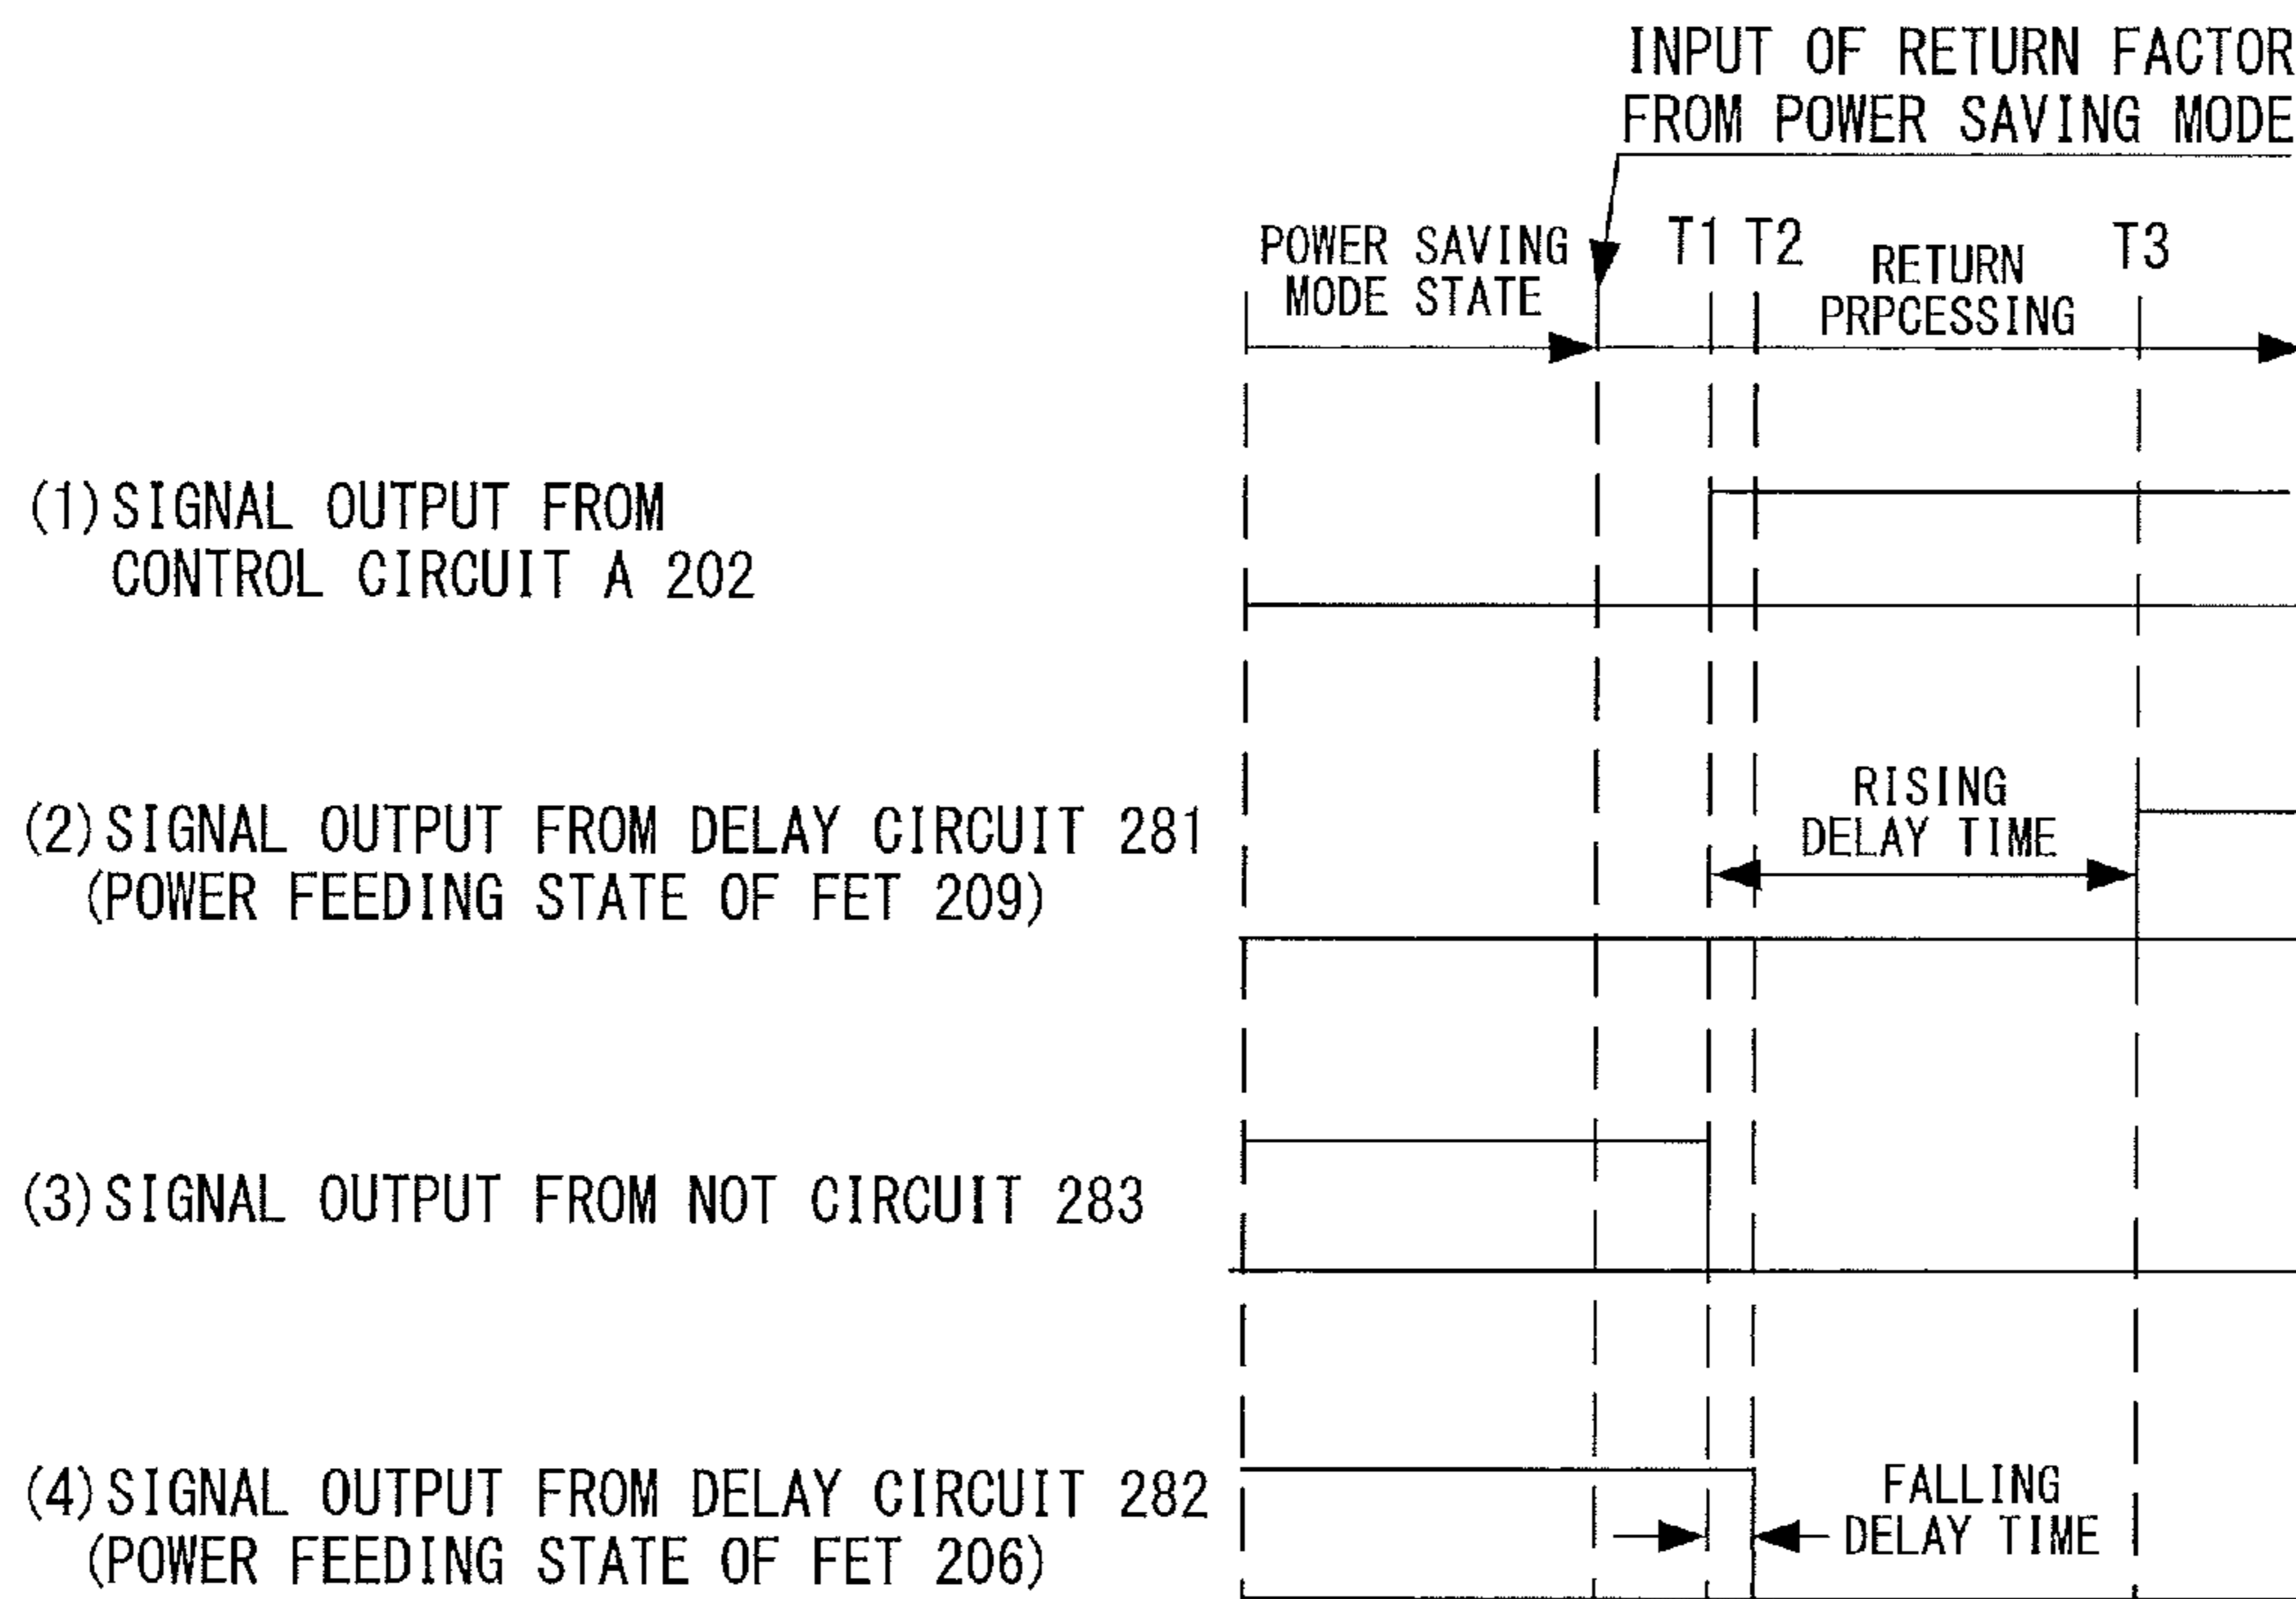 INPUT OF RETURN FACTOR
FROM POWER SAVING MODE
POWER SAVING
MODE STATE
T1 T2
RETURN
PRPCESSING
T3
(1) SIGNAL OUTPUT FROM
CONTROL CIRCUIT A 202
(2) SIGNAL OUTPUT FROM DELAY CIRCUIT 281
(POWER FEEDING STATE OF FET 209)
RISING
DELAY TIME
(3) SIGNAL OUTPUT FROM NOT CIRCUIT 283
(4) SIGNAL OUTPUT FROM DELAY CIRCUIT 282
(POWER FEEDING STATE OF FET 206)
FALLING
DELAY TIME